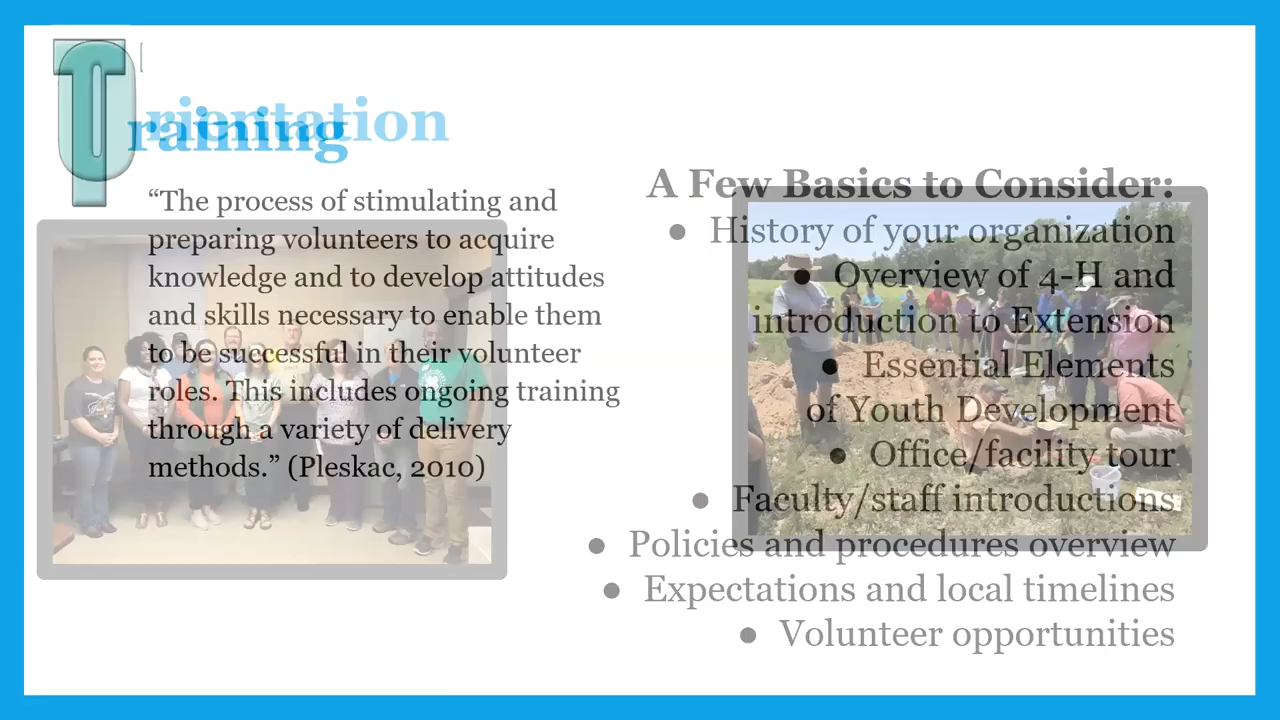 Orientation
Training
“The process of stimulating and
preparing volunteers to acquire
knowledge and to develop attitudes
and skills necessary to enable them
to be successful in their volunteer
roles. This includes ongoing training
through a variety of delivery
methods.” (Pleskac, 2010)
A Few Basics to Consider:
● History of your organization
● Overview of 4-H and
introduction to Extension
● Essential Elements
of Youth Development
● Office/facility tour
● Faculty/staff introductions
● Policies and procedures overview
● Expectations and local timelines
● Volunteer opportunities